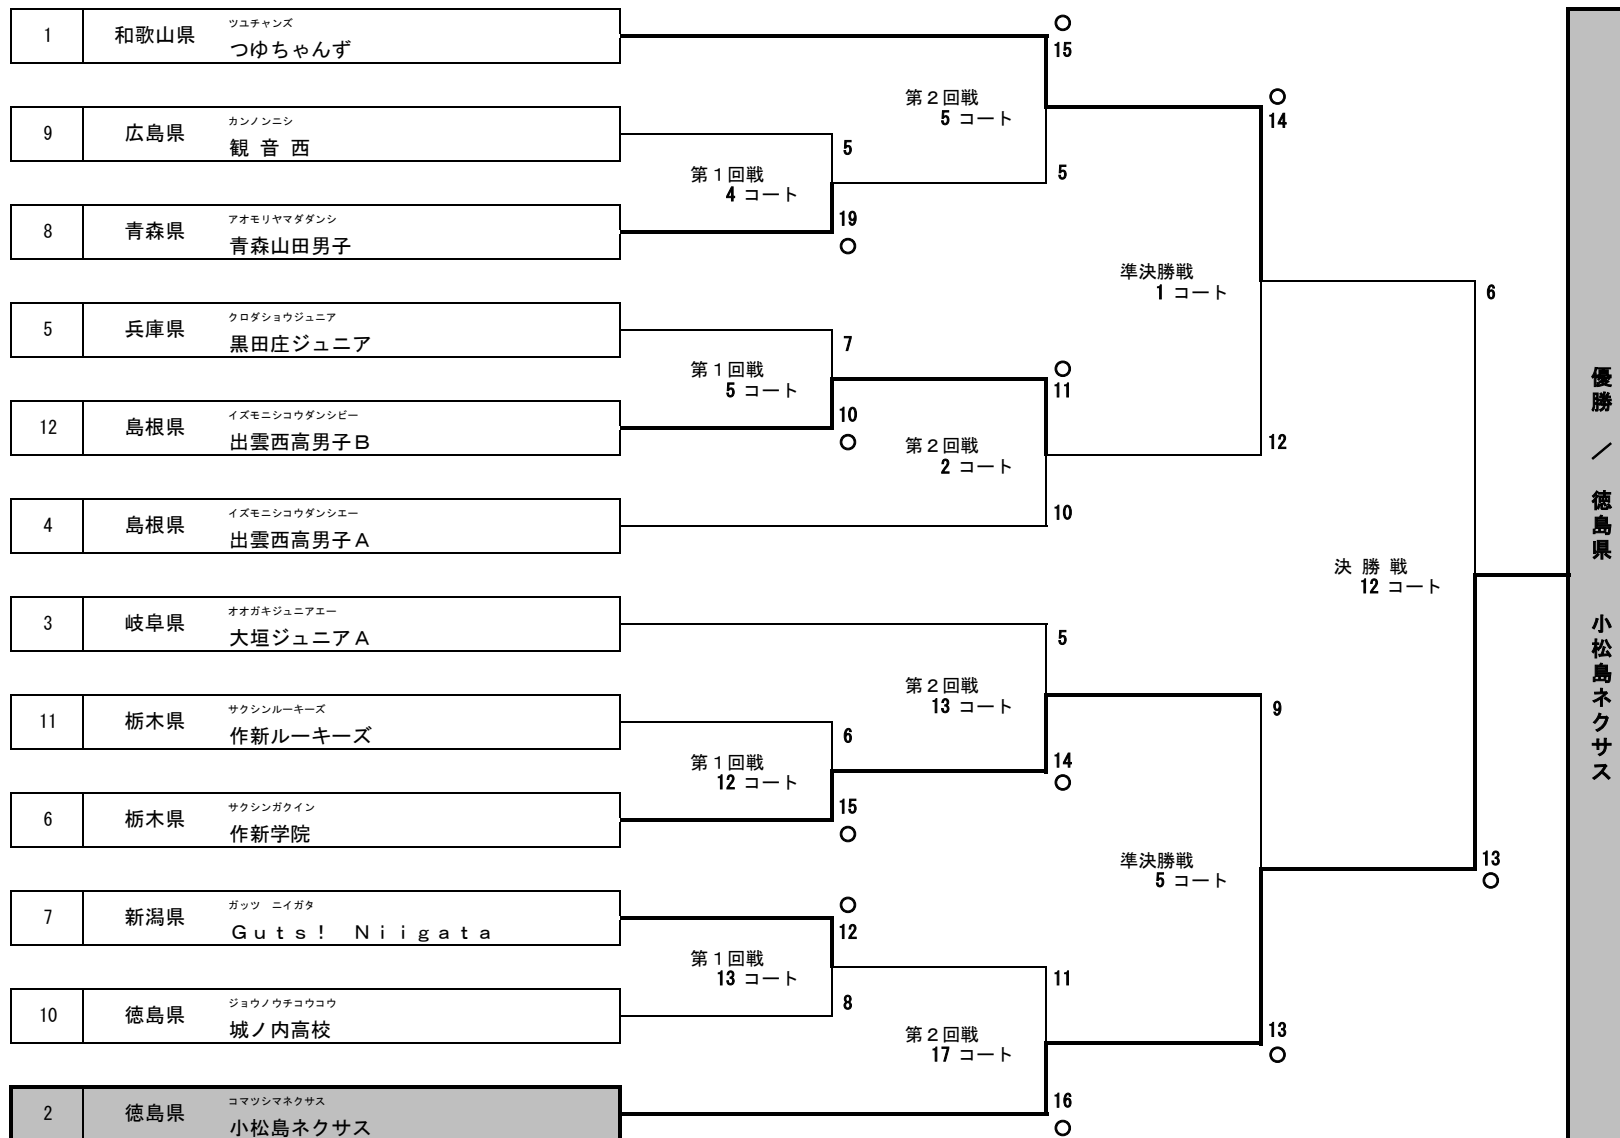 1 和歌山県 ツユチャンズ
つゆちゃんず
○
15
第２回戦
5 コート
○
14
9 広島県 カンノンニシ
観 音 西
5
第１回戦
4 コート
5
8 青森県 アオモリヤマダダンシ
青森山田男子
19
○
準決勝戦
1 コート
6
5 兵庫県 クロダショウジュニア
黒田庄ジュニア
7
第１回戦
5 コート
○
11
12 島根県 イズモニシコウダンシビー
出雲西高男子Ｂ
10
○
第２回戦
2 コート
12
4 島根県 イズモニシコウダンシエー
出雲西高男子Ａ
10
決 勝 戦
12 コート
3 岐阜県 オオガキジュニアエー
大垣ジュニアＡ
5
第２回戦
13 コート
9
11 栃木県 サクシンルーキーズ
作新ルーキーズ
6
第１回戦
12 コート
14
○
6 栃木県 サクシンガクイン
作新学院
15
○
準決勝戦
5 コート
13
○
7 新潟県 ガッツ　ニイガタ
Ｇｕｔｓ！　Ｎｉｉｇａｔａ
○
12
第１回戦
13 コート
11
10 徳島県 ジョウノウチコウコウ
城ノ内高校
8
第２回戦
17 コート
13
○
2 徳島県 コマツシマネクサス
小松島ネクサス
16
○
優勝 ／ 徳島県 小松島ネクサス